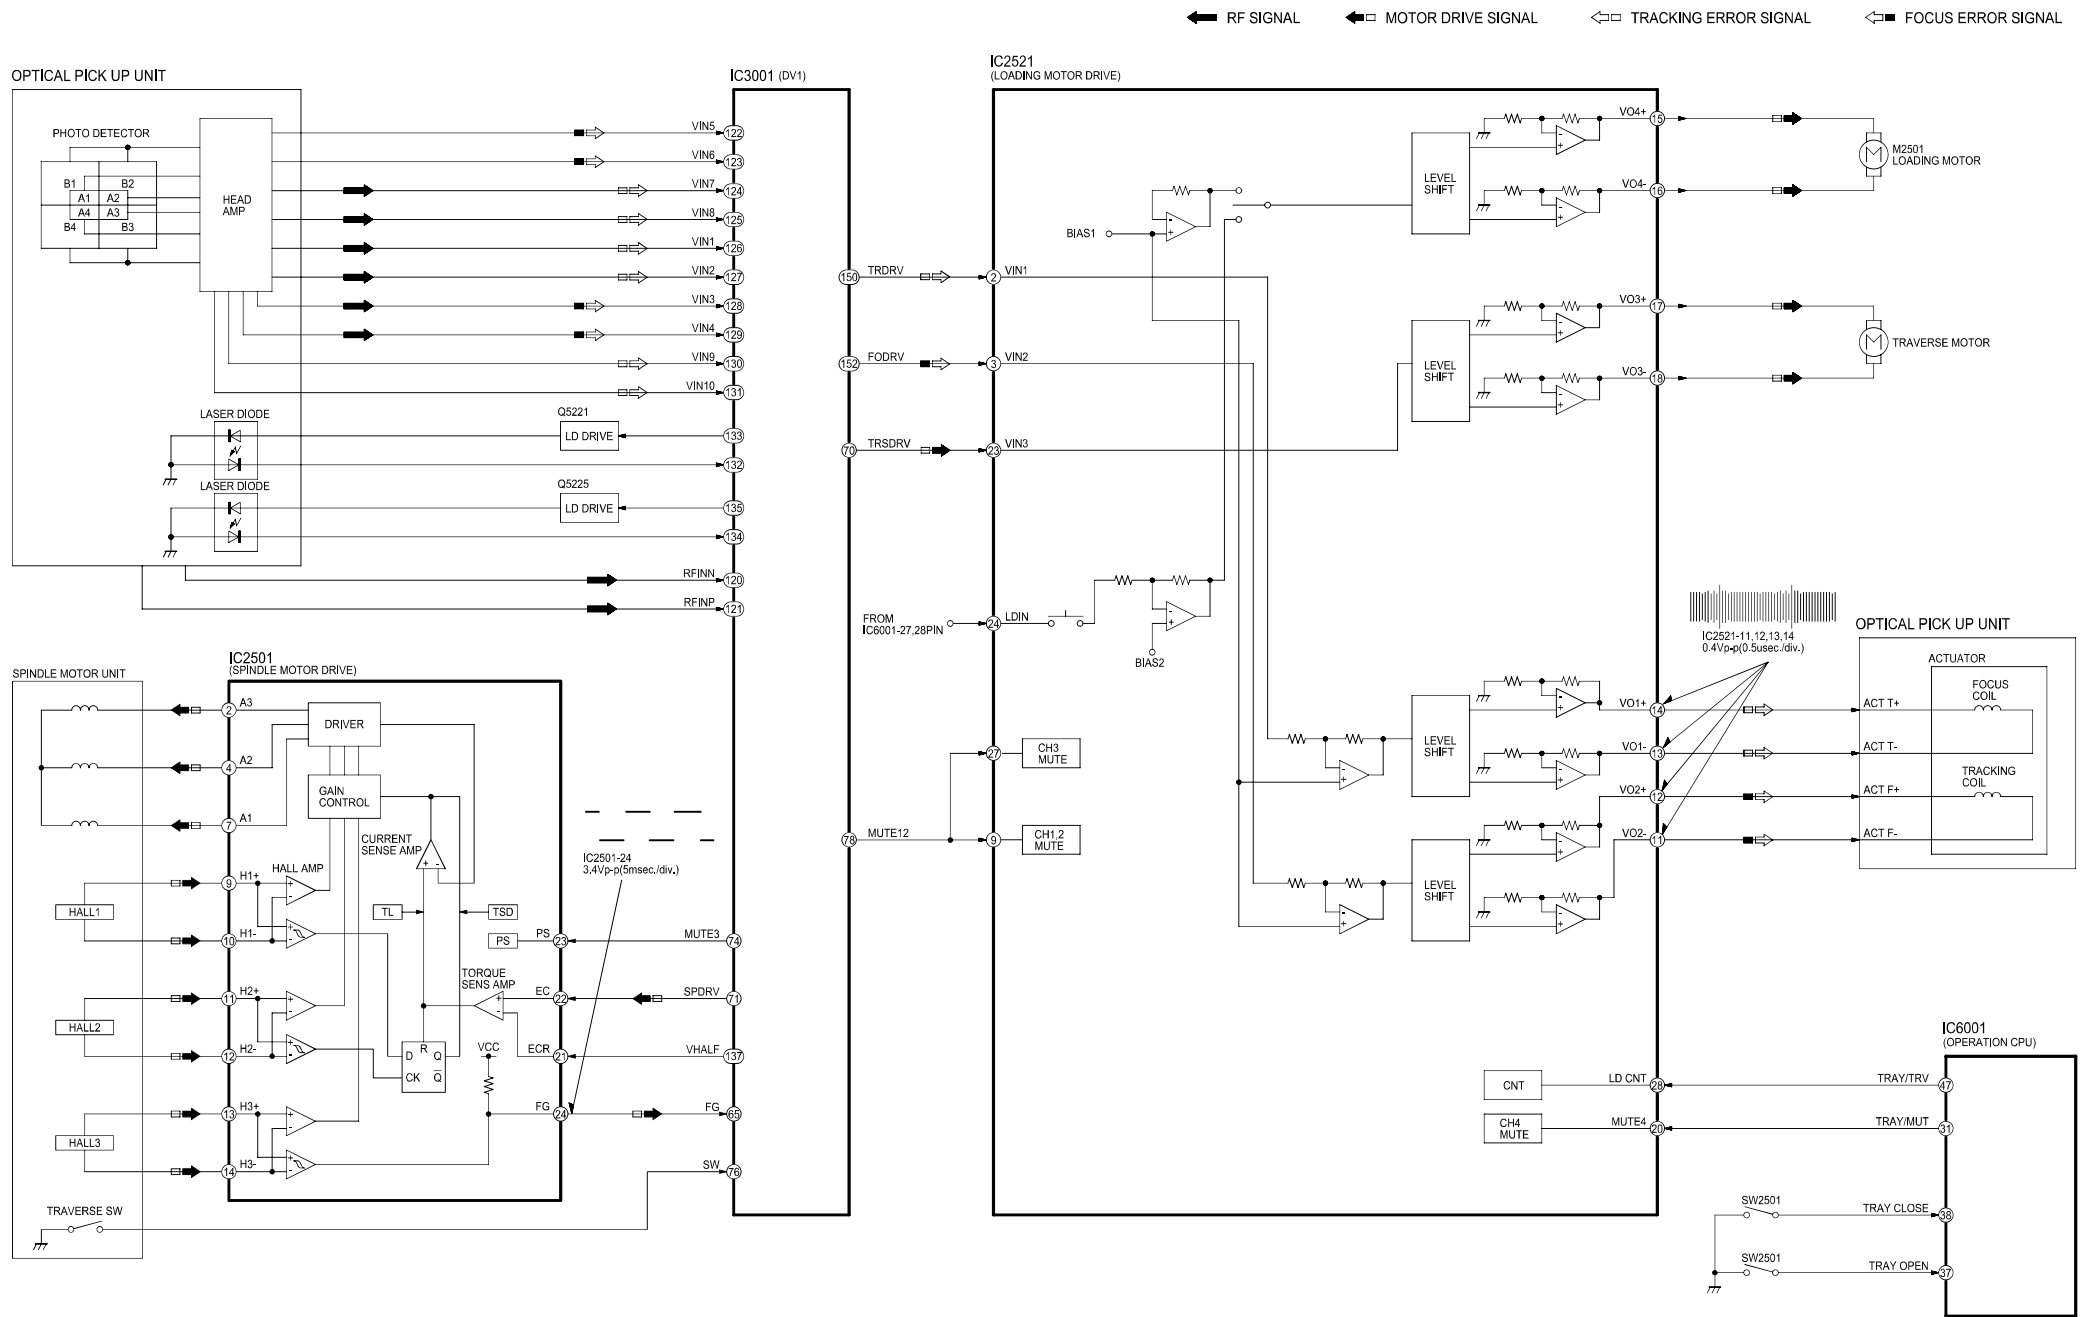 RF SIGNAL
MOTOR DRIVE SIGNAL
TRACKING ERROR SIGNAL
FOCUS ERROR SIGNAL
OPTICAL PICK UP UNIT
PHOTO DETECTOR
B1
B2
A1
A2
A4
A3
B4
B3
HEAD
AMP
VIN5
122
VIN6
123
VIN7
124
VIN8
125
VIN1
126
VIN2
127
VIN3
128
VIN4
129
VIN9
130
VIN10
131
LASER DIODE
Q5221
LD DRIVE
133
132
LASER DIODE
Q5225
LD DRIVE
135
134
RFINN
120
RFINP
121
IC3001 (DV1)
150
TRDRV
152
FODRV
70
TRSDRV
78
MUTE12
SPINDLE MOTOR UNIT
IC2501
(SPINDLE MOTOR DRIVE)
2
A3
4
A2
7
A1
DRIVER
GAIN
CONTROL
CURRENT
SENSE AMP
+
-
HALL AMP
9
H1+
+
-
HALL1
10
H1-
+
-
TL
TSD
PS
PS
23
MUTE3
74
TORQUE
SENS AMP
+
-
EC
22
SPDRV
71
11
H2+
+
-
HALL2
12
H2-
+
-
D
R
Q
CK
Q
VCC
ECR
21
VHALF
137
13
H3+
+
-
HALL3
14
H3-
+
-
FG
24
FG
65
SW
76
TRAVERSE SW
IC2501-24
3.4Vp-p(5msec./div.)
IC2521
(LOADING MOTOR DRIVE)
2
VIN1
3
VIN2
23
VIN3
BIAS1
-
+
LEVEL
SHIFT
-
+
VO4+
15
-
+
VO4-
16
M
M2501
LOADING MOTOR
LEVEL
SHIFT
-
+
VO3+
17
-
+
VO3-
18
M
TRAVERSE MOTOR
FROM
IC6001-27,28PIN
24
LDIN
-
+
BIAS2
27
CH3
MUTE
9
CH1,2
MUTE
-
+
LEVEL
SHIFT
-
+
VO1+
14
-
+
VO1-
13
-
+
LEVEL
SHIFT
-
+
VO2+
12
-
+
VO2-
11
IC2521-11,12,13,14
0.4Vp-p(0.5usec./div.)
OPTICAL PICK UP UNIT
ACTUATOR
FOCUS
COIL
ACT T+
ACT T-
TRACKING
COIL
ACT F+
ACT F-
IC6001
(OPERATION CPU)
CNT
LD CNT
28
TRAY/TRV
47
CH4
MUTE
MUTE4
20
TRAY/MUT
31
SW2501
TRAY CLOSE
38
SW2501
TRAY OPEN
37